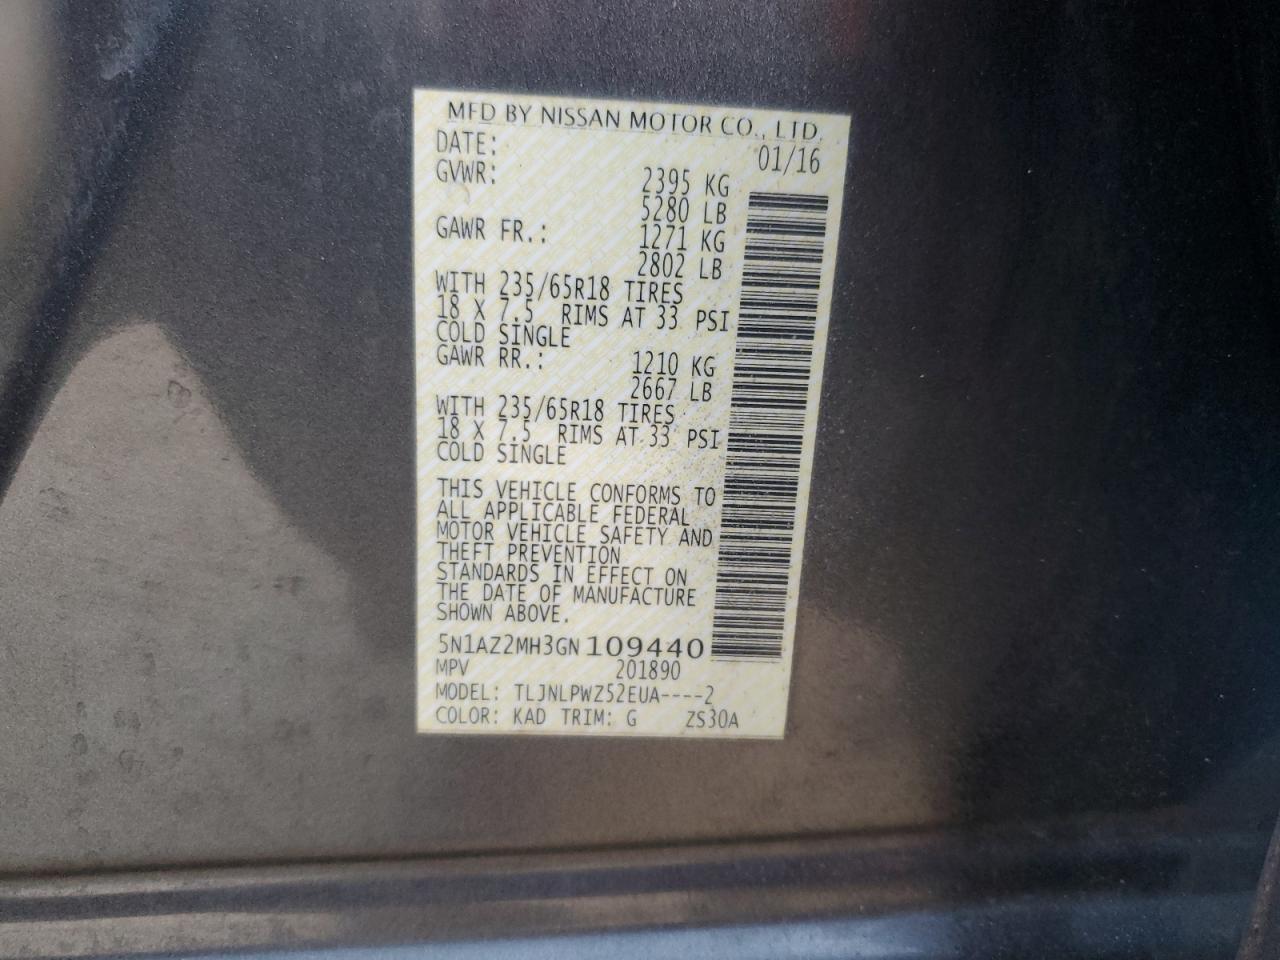 MFD BY NISSAN MOTOR CO., LTD.
DATE: 01/16
GVWR: 2395 KG
5280 LB
GAWR FR.: 1271 KG
2802 LB
WITH 235/65R18 TIRES
18 X 7.5 RIMS AT 33 PSI
COLD SINGLE
GAWR RR.: 1210 KG
2667 LB
WITH 235/65R18 TIRES
18 X 7.5 RIMS AT 33 PSI
COLD SINGLE
THIS VEHICLE CONFORMS TO
ALL APPLICABLE FEDERAL
MOTOR VEHICLE SAFETY AND
THEFT PREVENTION
STANDARDS IN EFFECT ON
THE DATE OF MANUFACTURE
SHOWN ABOVE.
5N1AZ2MH3GN109440
MPV 201890
MODEL: TLJNLPWZ52EUA----2
COLOR: KAD TRIM: G ZS30A